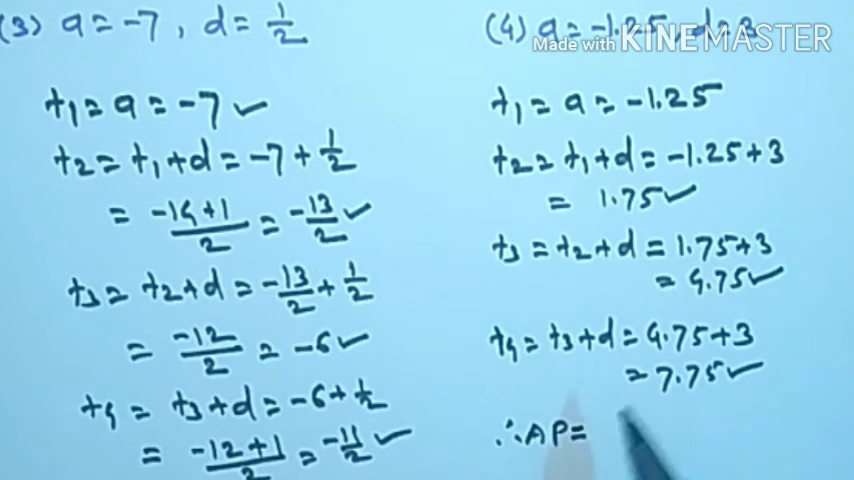 (3) a = -7, d = 1/2
t1 = a = -7 ✓
t2 = t1 + d = -7 + 1/2
= -14+1/2 = -13/2 ✓
t3 = t2 + d = -13/2 + 1/2
= -12/2 = -6 ✓
t4 = t3 + d = -6 + 1/2
= -12+1/2 = -11/2 ✓
(4) a = -1.25, d = 3
Made with KINEMASTER
t1 = a = -1.25
t2 = t1 + d = -1.25 + 3
= 1.75 ✓
t3 = t2 + d = 1.75 + 3
= 4.75 ✓
t4 = t3 + d = 4.75 + 3
= 7.75 ✓
∴ AP =